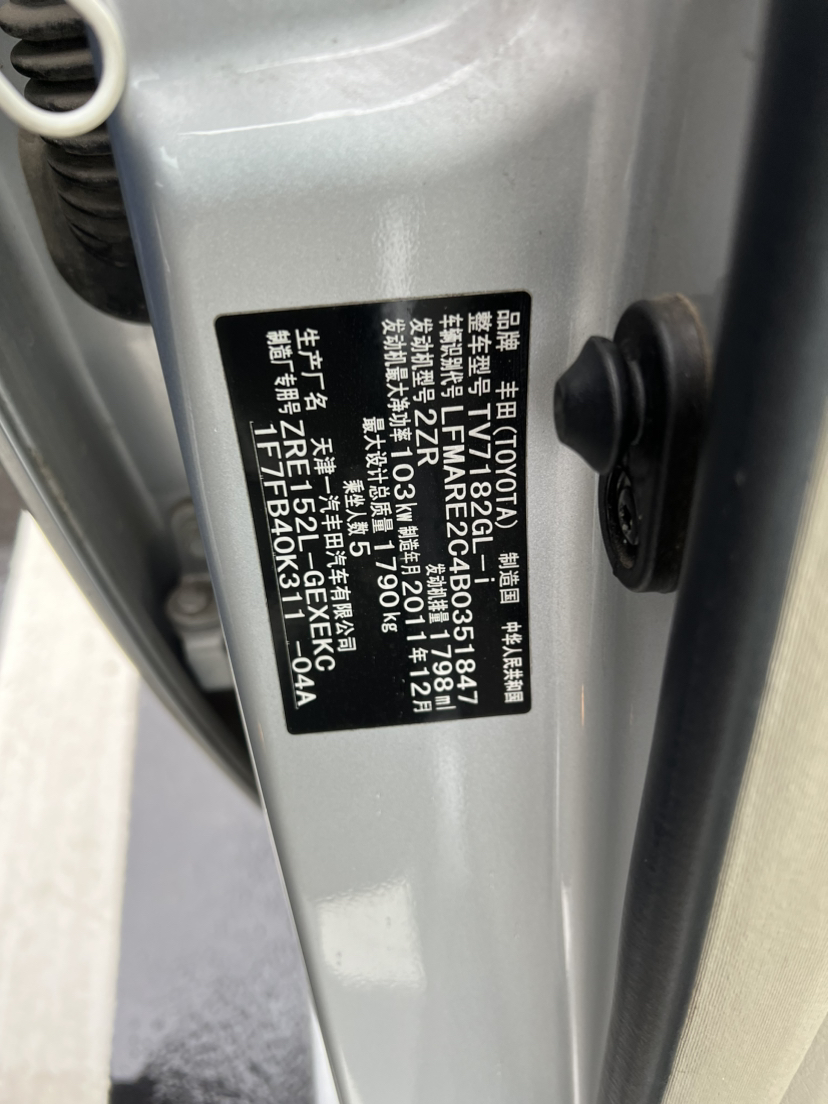 品牌 丰田(TOYOTA) 制造国 中华人民共和国
整车型号 TV7182GL-i
车辆识别代号 LFMARE2C4B0351847
发动机型号 2ZR 发动机排量 1798ml
发动机最大净功率 103kW 制造年月 2011年12月
最大设计总质量 1790kg
乘坐人数 5
生产厂名 天津一汽丰田汽车有限公司
制造厂专用号 ZRE152L-GEXEKC
1F7FB40K311 -04A